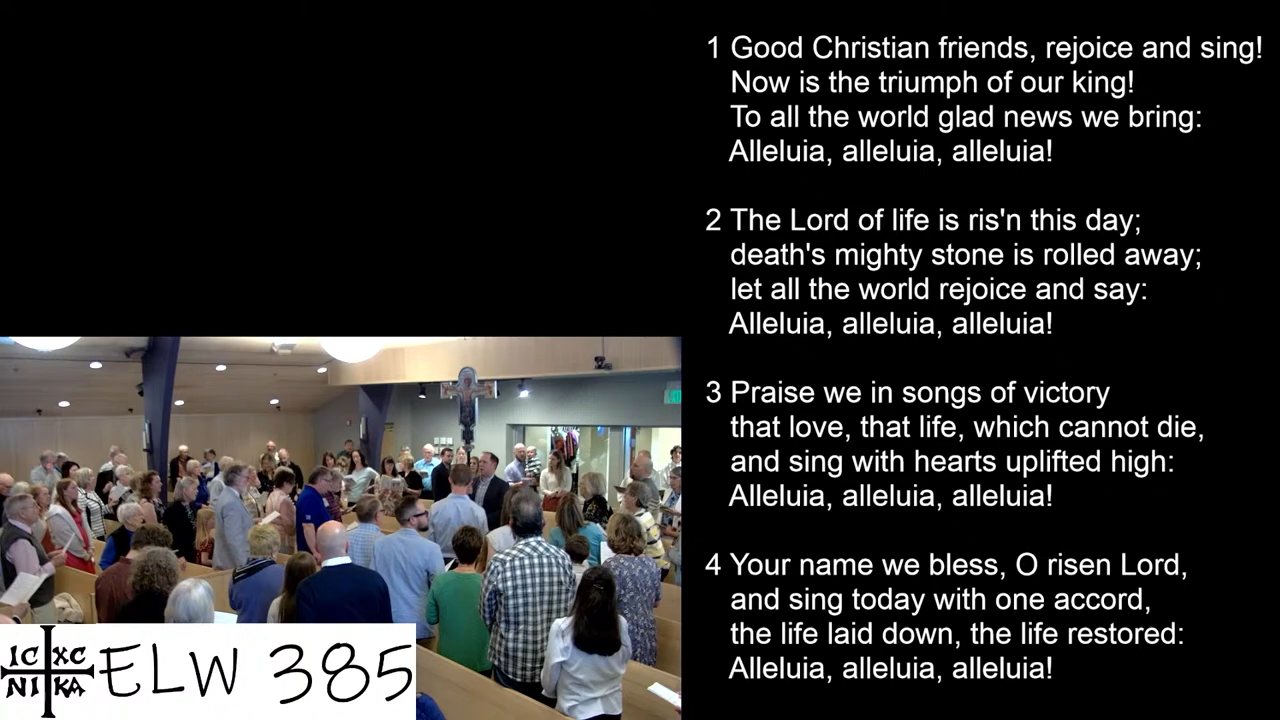 1 Good Christian friends, rejoice and sing!
Now is the triumph of our king!
To all the world glad news we bring:
Alleluia, alleluia, alleluia!
2 The Lord of life is ris'n this day;
death's mighty stone is rolled away;
let all the world rejoice and say:
Alleluia, alleluia, alleluia!
3 Praise we in songs of victory
that love, that life, which cannot die,
and sing with hearts uplifted high:
Alleluia, alleluia, alleluia!
4 Your name we bless, O risen Lord,
and sing today with one accord,
the life laid down, the life restored:
Alleluia, alleluia, alleluia!
EXIT
IC XC
NI KA
ELW 385